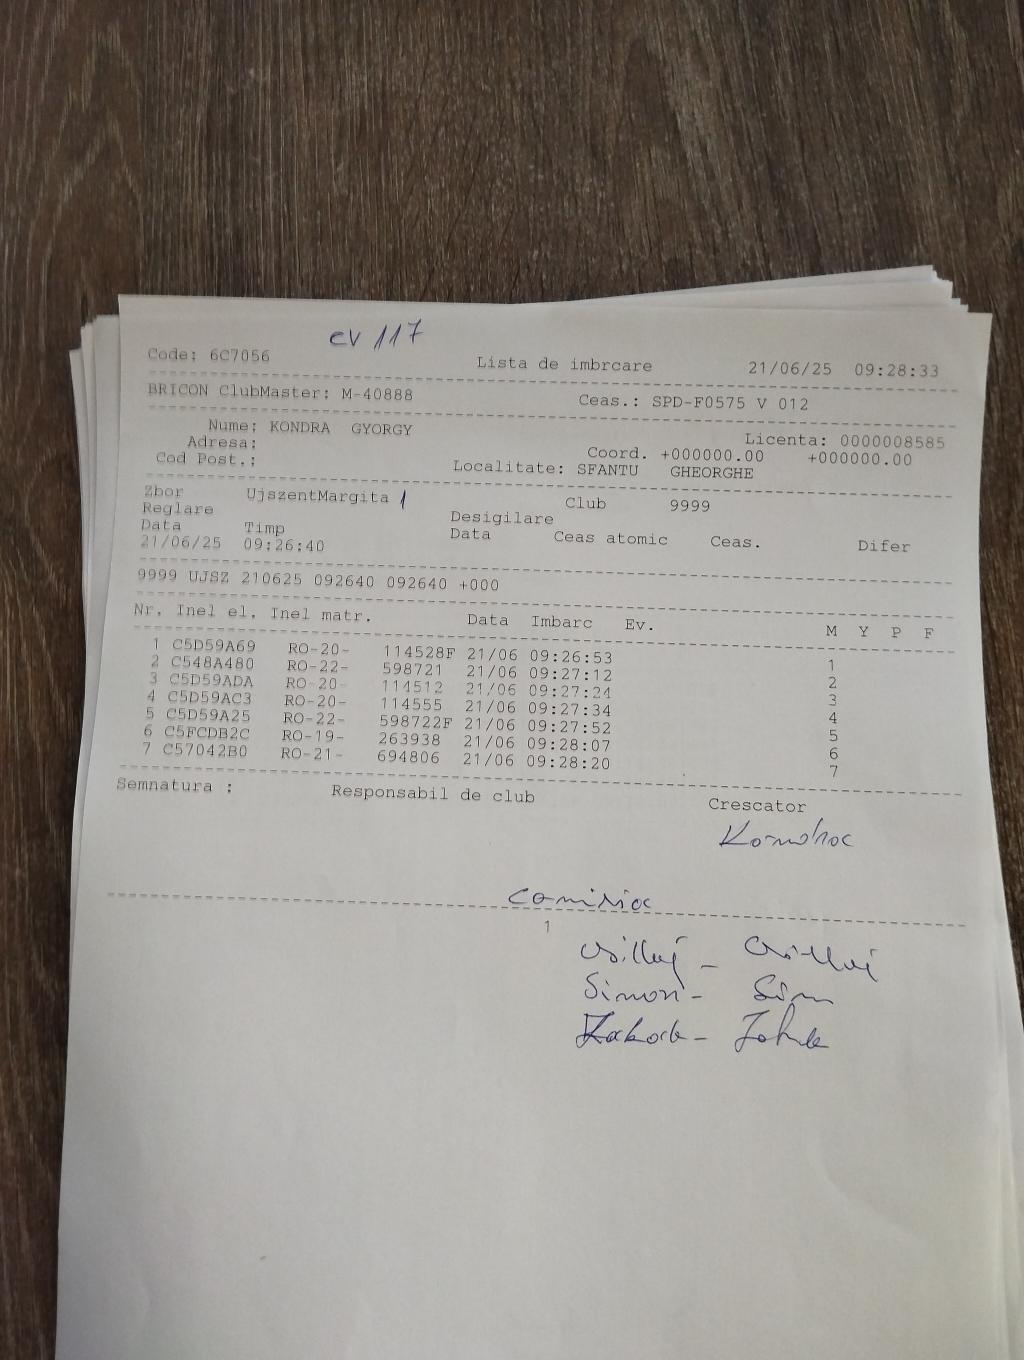 ev 117
Code: 6C7056 Lista de imbrcare 21/06/25 09:28:33
BRICON ClubMaster: M-40888 Ceas.: SPD-F0575 V 012
Nume: KONDRA GYORGY Licenta: 0000008585
Adresa: Coord. +000000.00 +000000.00
Cod Post.: Localitate: SFANTU GHEORGHE
Zbor UjszentMargita 1 Club 9999
Reglare Desigilare
Data Timp Data Ceas atomic Ceas. Difer
21/06/25 09:26:40
9999 UJSZ 210625 092640 092640 +000
Nr. Inel el. Inel matr. Data Imbarc Ev. M Y P F
1 C5D59A69 RO-20- 114528F 21/06 09:26:53 1
2 C548A480 RO-22- 598721 21/06 09:27:12 2
3 C5D59ADA RO-20- 114512 21/06 09:27:24 3
4 C5D59AC3 RO-20- 114555 21/06 09:27:34 4
5 C5D59A25 RO-22- 598722F 21/06 09:27:52 5
6 C5FCDB2C RO-19- 263938 21/06 09:28:07 6
7 C57042B0 RO-21- 694806 21/06 09:28:20 7
Semnatura : Responsabil de club Crescator
1
Simon -